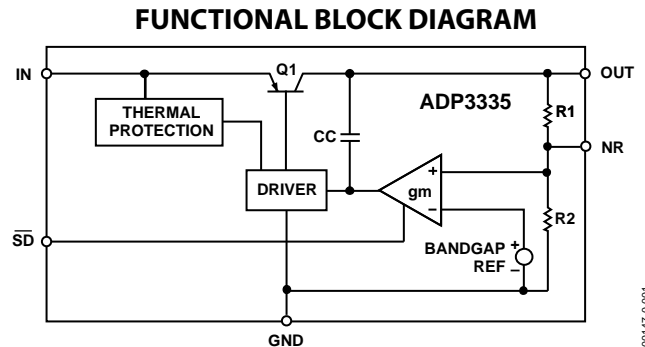 FUNCTIONAL BLOCK DIAGRAM
IN
Q1
OUT
THERMAL
PROTECTION
ADP3335
R1
CC
NR
DRIVER
+
gm
–
R2
SD
BANDGAP
REF
+
–
GND